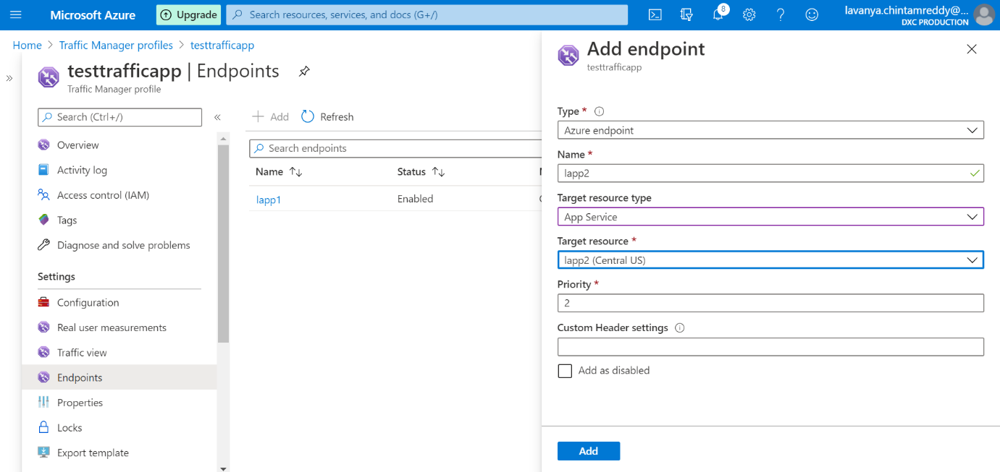 Microsoft Azure
Upgrade
Search resources, services, and docs (G+/)
8
lavanya.chintamreddy@...
DXC PRODUCTION
Home > Traffic Manager profiles > testtrafficapp
testtrafficapp | Endpoints
Traffic Manager profile
Search (Ctrl+/)
«
»
Overview
Activity log
Access control (IAM)
Tags
Diagnose and solve problems
Settings
Configuration
Real user measurements
Traffic view
Endpoints
Properties
Locks
Export template
Add
Refresh
Search endpoints
Name ↑↓ Status ↑↓
lapp1 Enabled
Add endpoint
testtrafficapp
Type *
Azure endpoint
Name *
lapp2
Target resource type
App Service
Target resource *
lapp2 (Central US)
Priority *
2
Custom Header settings
Add as disabled
Add